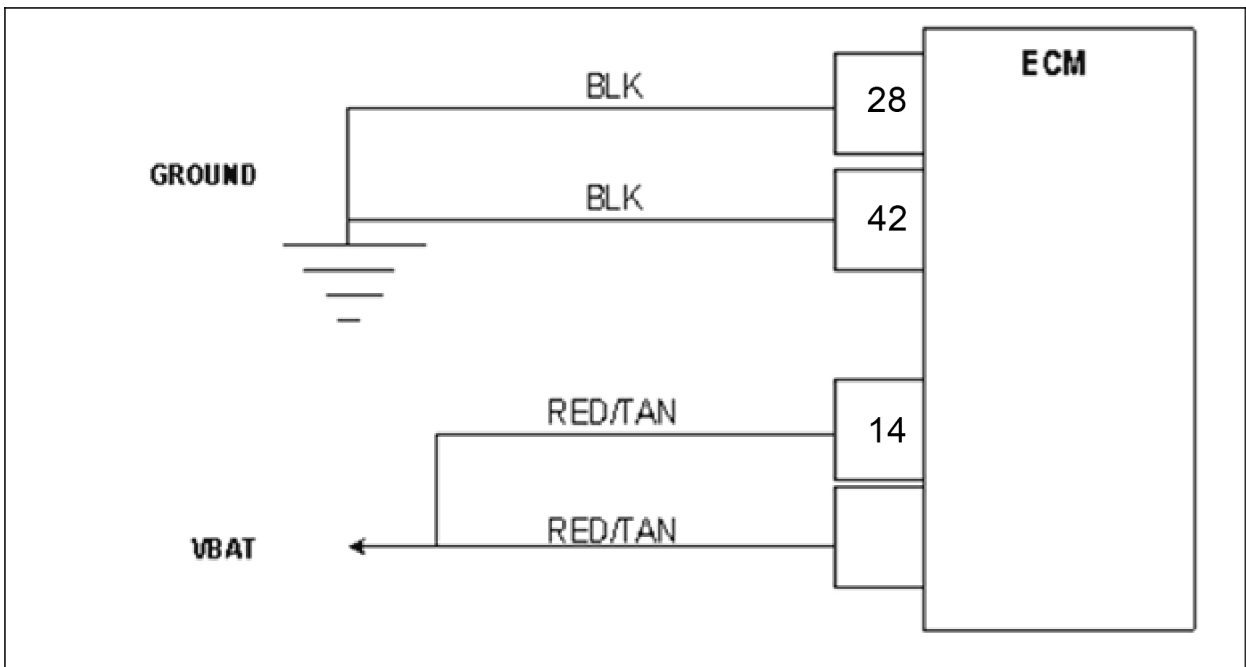 ECM
BLK
28
GROUND
BLK
42
RED/TAN
14
VBAT
RED/TAN